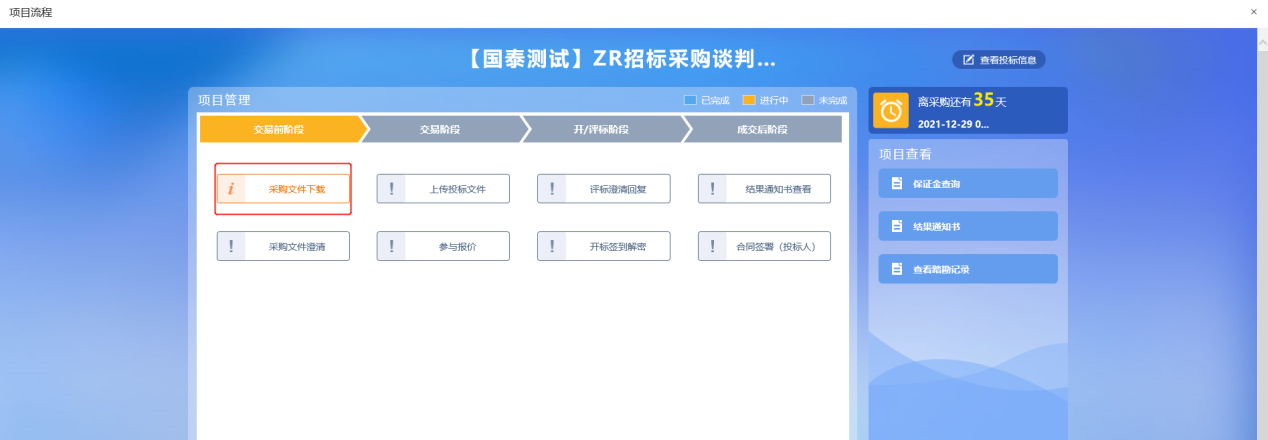 项目流程
×
【国泰测试】ZR招标采购谈判...
查看投标信息
项目管理
已完成 进行中 未完成
交易前阶段 交易阶段 开/评标阶段 成交后阶段
采购文件下载 上传投标文件 评标澄清回复 结果通知书查看
采购文件澄清 参与报价 开标签到解密 合同签署（投标人）
离采购还有35天
2021-12-29 0...
项目查看
保证金查询
结果通知书
查看踏勘记录